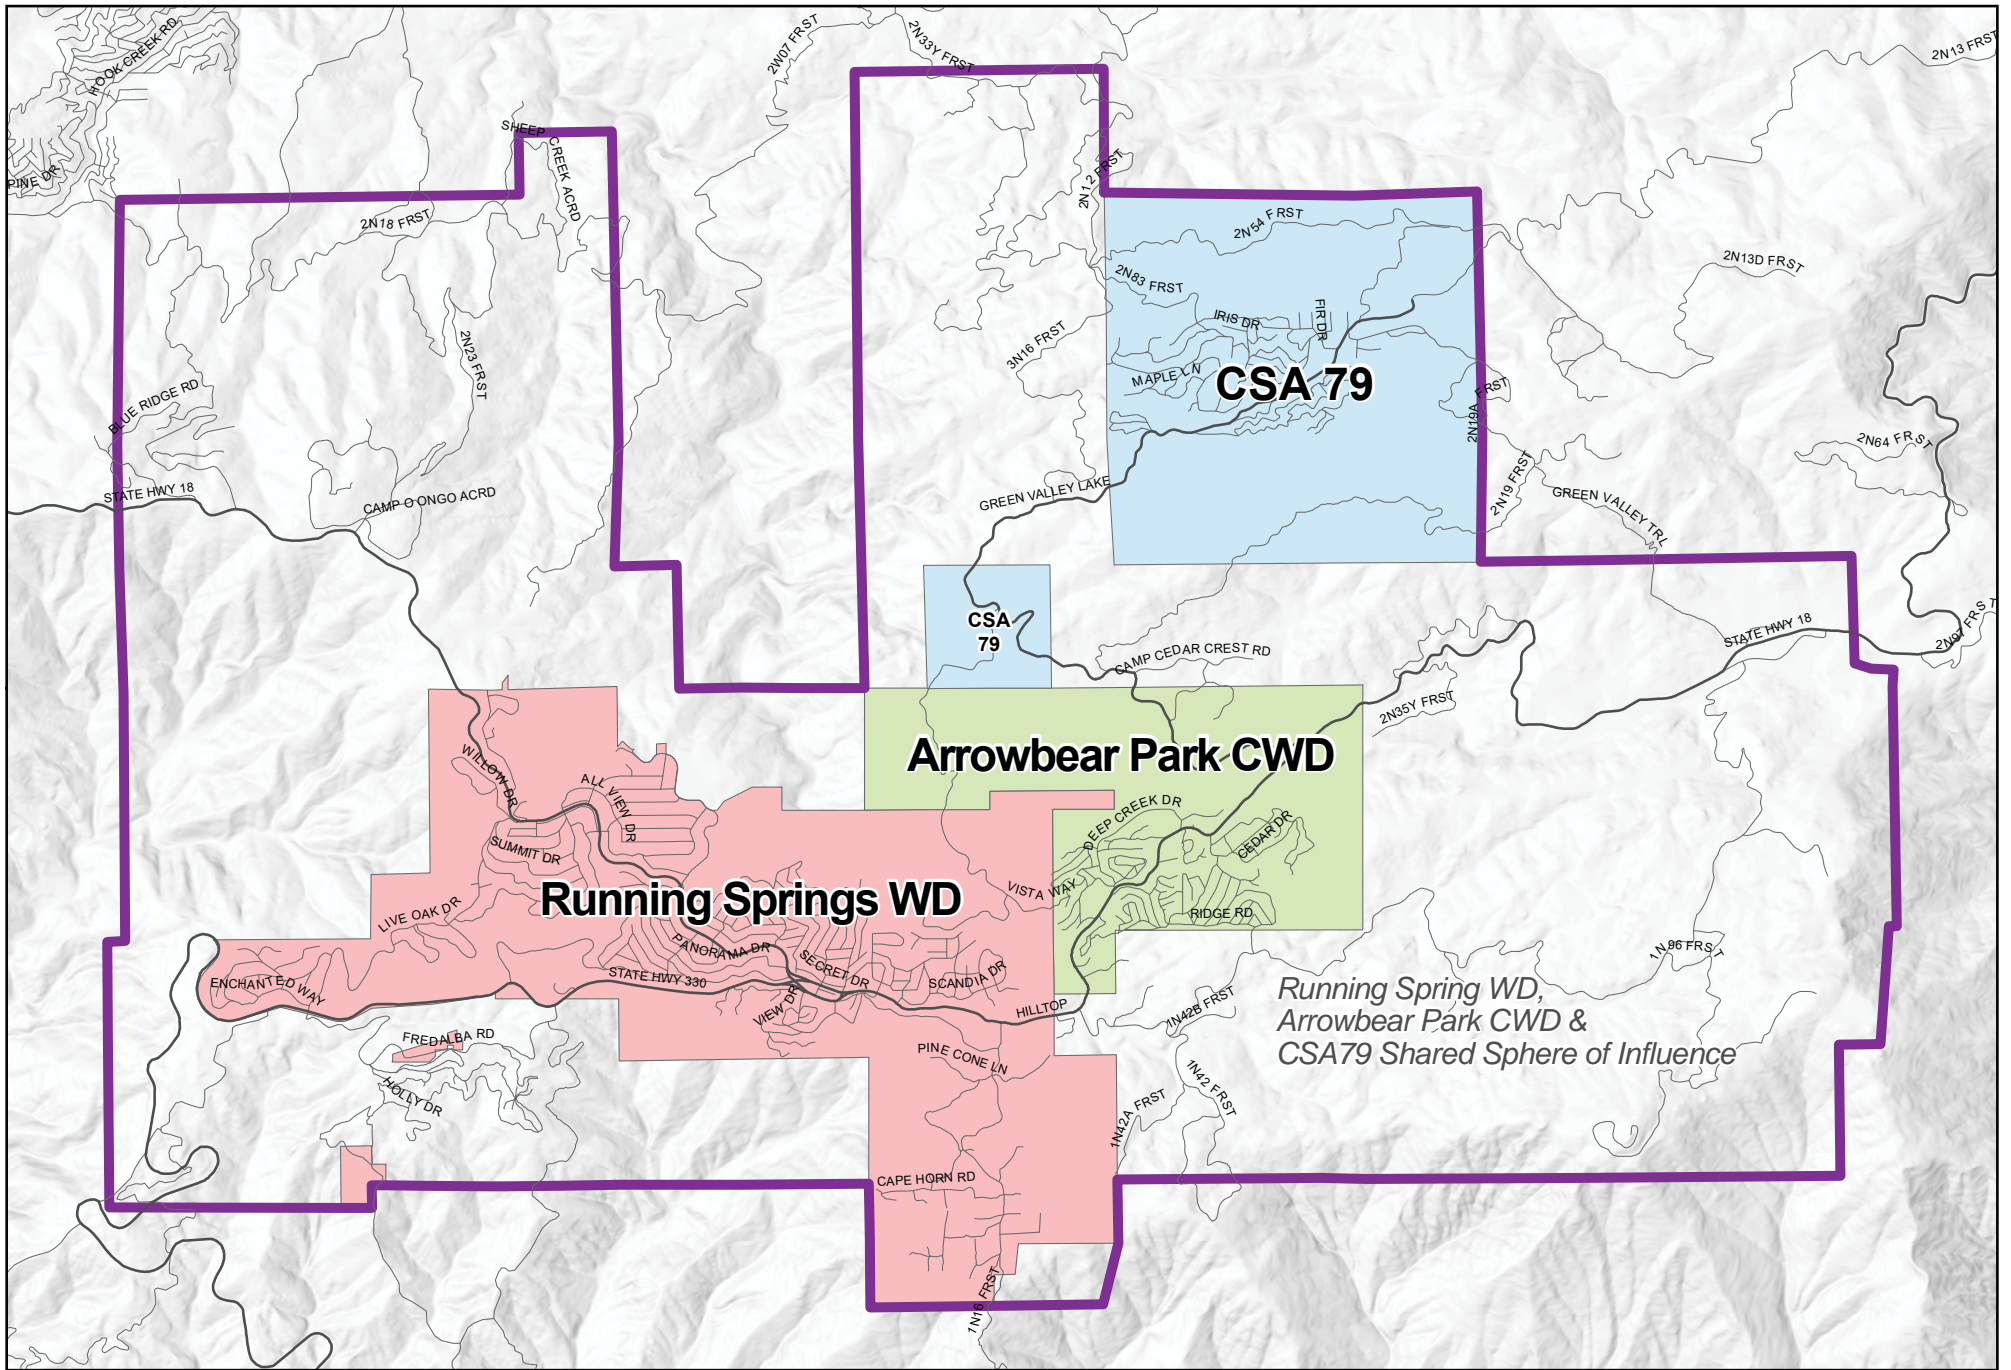 HOOK CREEK RD
2W07 FRST
2N33Y FRST
2N13 FRST
PINE DR
SHEEP CREEK ACRD
2N12 FRST
2N18 FRST
2N54 FRST
2N13D FRST
2N83 FRST
IRIS DR
FIR DR
3N16 FRST
2N23 FRST
MAPLE LN
CSA 79
BLUE RIDGE RD
2N19A FRST
2N64 FRST
STATE HWY 18
CAMP O ONGO ACRD
GREEN VALLEY LAKE
2N19 FRST
GREEN VALLEY TRL
CSA
79
STATE HWY 18
2N97 FRST
CAMP CEDAR CREST RD
2N35Y FRST
Arrowbear Park CWD
WILLOW DR
ALL VIEW DR
DEEP CREEK DR
CEDAR DR
SUMMIT DR
Running Springs WD
VISTA WAY
LIVE OAK DR
RIDGE RD
PANORAMA DR
SECRET DR
1N96 FRST
STATE HWY 330
SCANDIA DR
ENCHANTED WAY
VIEW DR
HILLTOP
1N42B FRST
Running Spring WD,
Arrowbear Park CWD &
CSA79 Shared Sphere of Influence
FREDALBA RD
PINE CONE LN
HOLLY DR
1N42 FRST
1N42A FRST
CAPE HORN RD
1N16 FRST